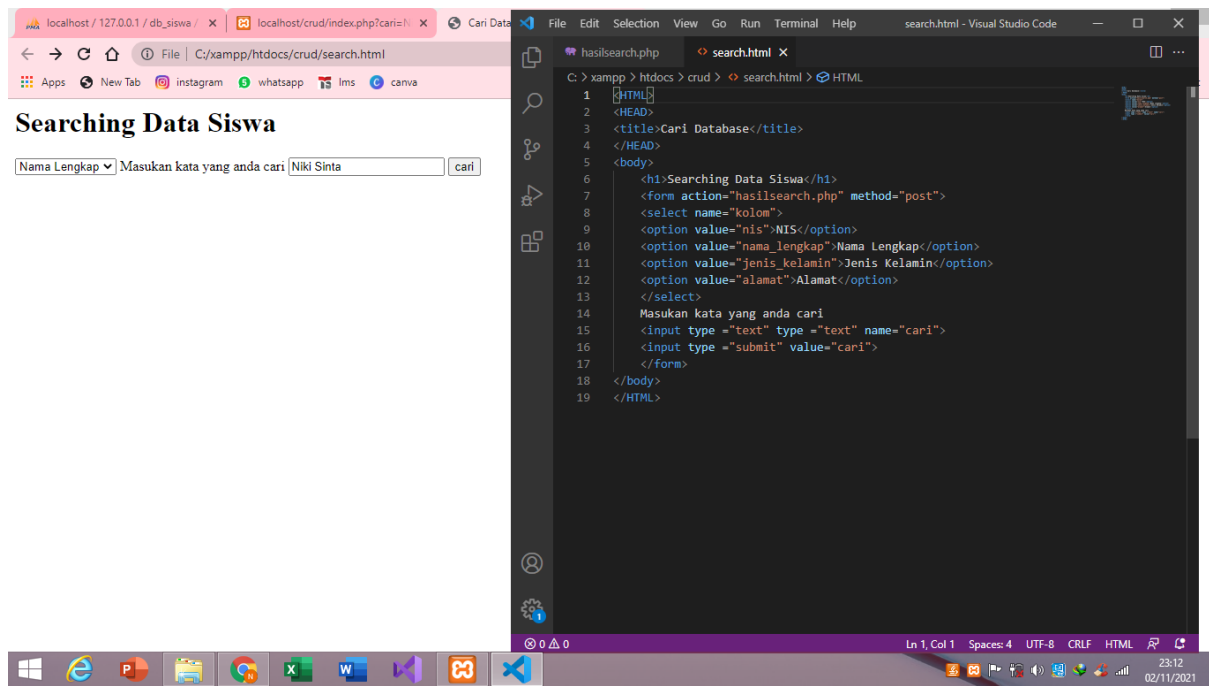 localhost / 127.0.0.1 / db_siswa /
localhost/crud/index.php?cari=N
Cari Data
File Edit Selection View Go Run Terminal Help
search.html - Visual Studio Code
File | C:/xampp/htdocs/crud/search.html
Apps New Tab instagram whatsapp lms canva
Searching Data Siswa
Nama Lengkap Masukan kata yang anda cari Niki Sinta cari
hasilsearch.php <> search.html
C: > xampp > htdocs > crud > <> search.html > HTML
1 <HTML>
2 <HEAD>
3 <title>Cari Database</title>
4 </HEAD>
5 <body>
6 <h1>Searching Data Siswa</h1>
7 <form action="hasilsearch.php" method="post">
8 <select name="kolom">
9 <option value="nis">NIS</option>
10 <option value="nama_lengkap">Nama Lengkap</option>
11 <option value="jenis_kelamin">Jenis Kelamin</option>
12 <option value="alamat">Alamat</option>
13 </select>
14 Masukan kata yang anda cari
15 <input type ="text" type ="text" name="cari">
16 <input type ="submit" value="cari">
17 </form>
18 </body>
19 </HTML>
1
0 0
Ln 1, Col 1 Spaces: 4 UTF-8 CRLF HTML
23:12
02/11/2021